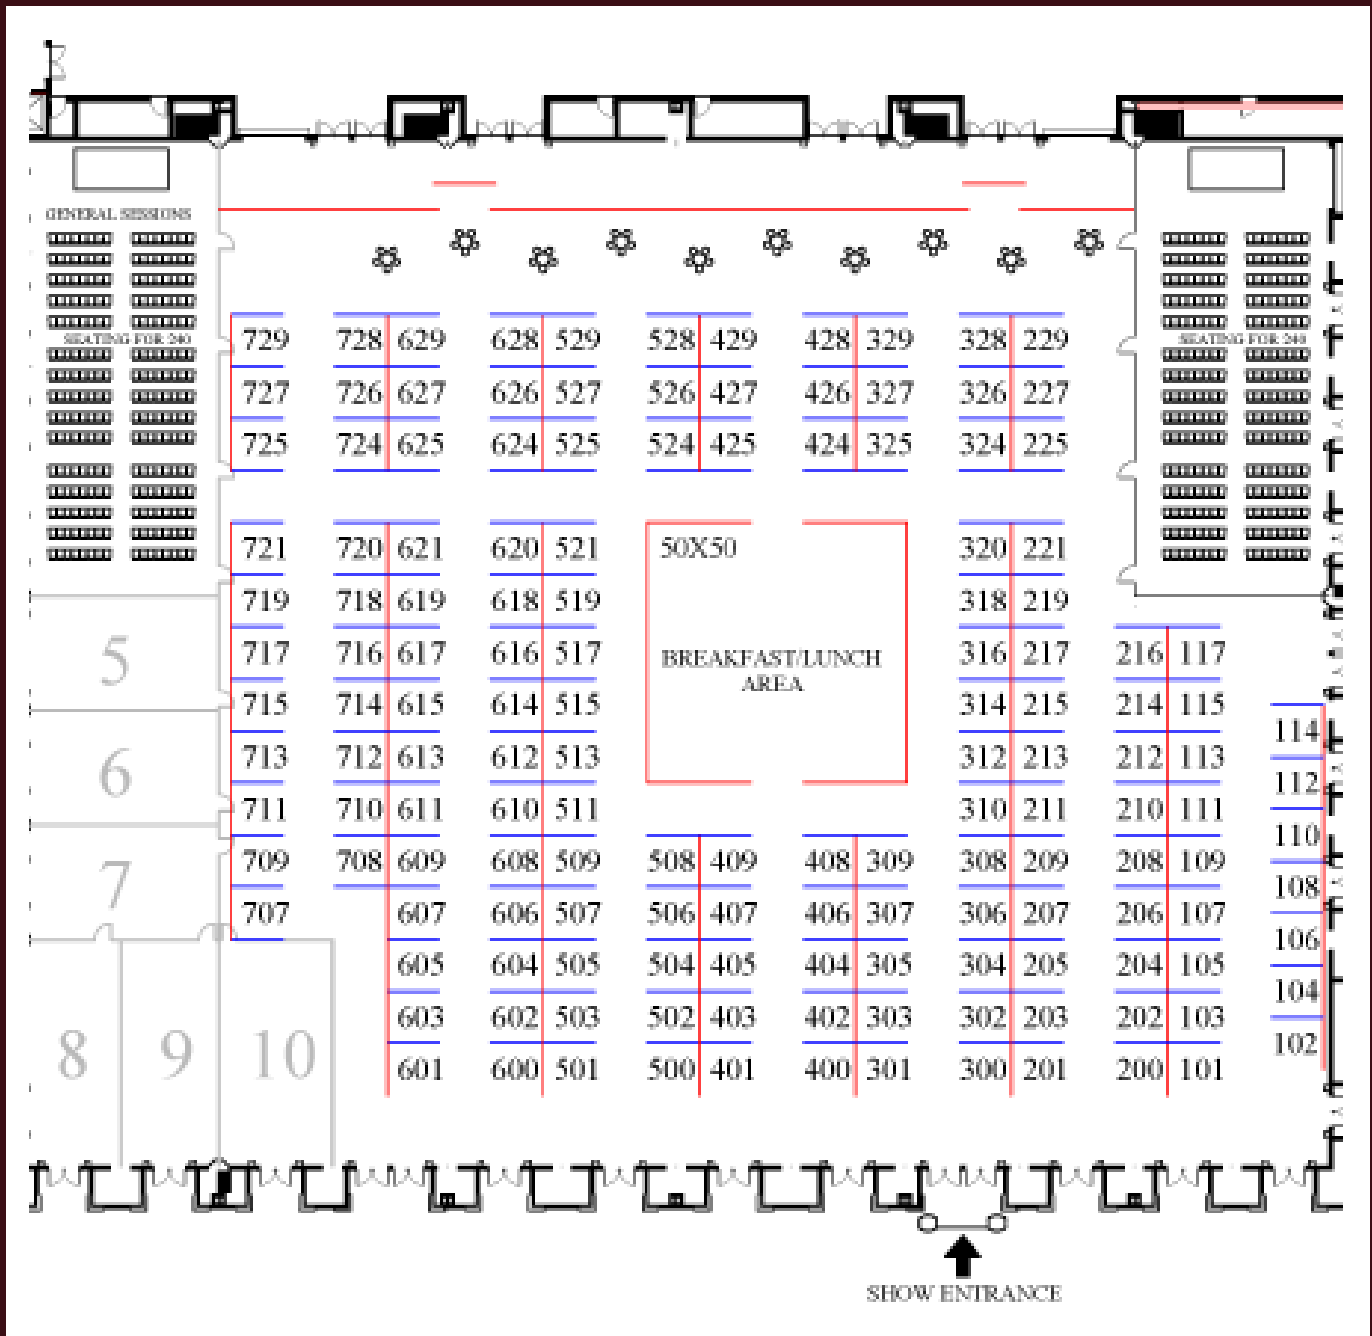 GENERAL SESSIONS
SEATING FOR 240
SEATING FOR 240
729 728 629 628 529 528 429 428 329 328 229
727 726 627 626 527 526 427 426 327 326 227
725 724 625 624 525 524 425 424 325 324 225
721 720 621 620 521 50X50 320 221
719 718 619 618 519 318 219
5 717 716 617 616 517 BREAKFAST/LUNCH 316 217 216 117
AREA
715 714 615 614 515 314 215 214 115
114
6 713 712 613 612 513 312 213 212 113
112
711 710 611 610 511 310 211 210 111
110
709 708 609 608 509 508 409 408 309 308 209 208 109
7
108
707 607 606 507 506 407 406 307 306 207 206 107
106
605 604 505 504 405 404 305 304 205 204 105
104
603 602 503 502 403 402 303 302 203 202 103
102
8 9 10
601 600 501 500 401 400 301 300 201 200 101
SHOW ENTRANCE